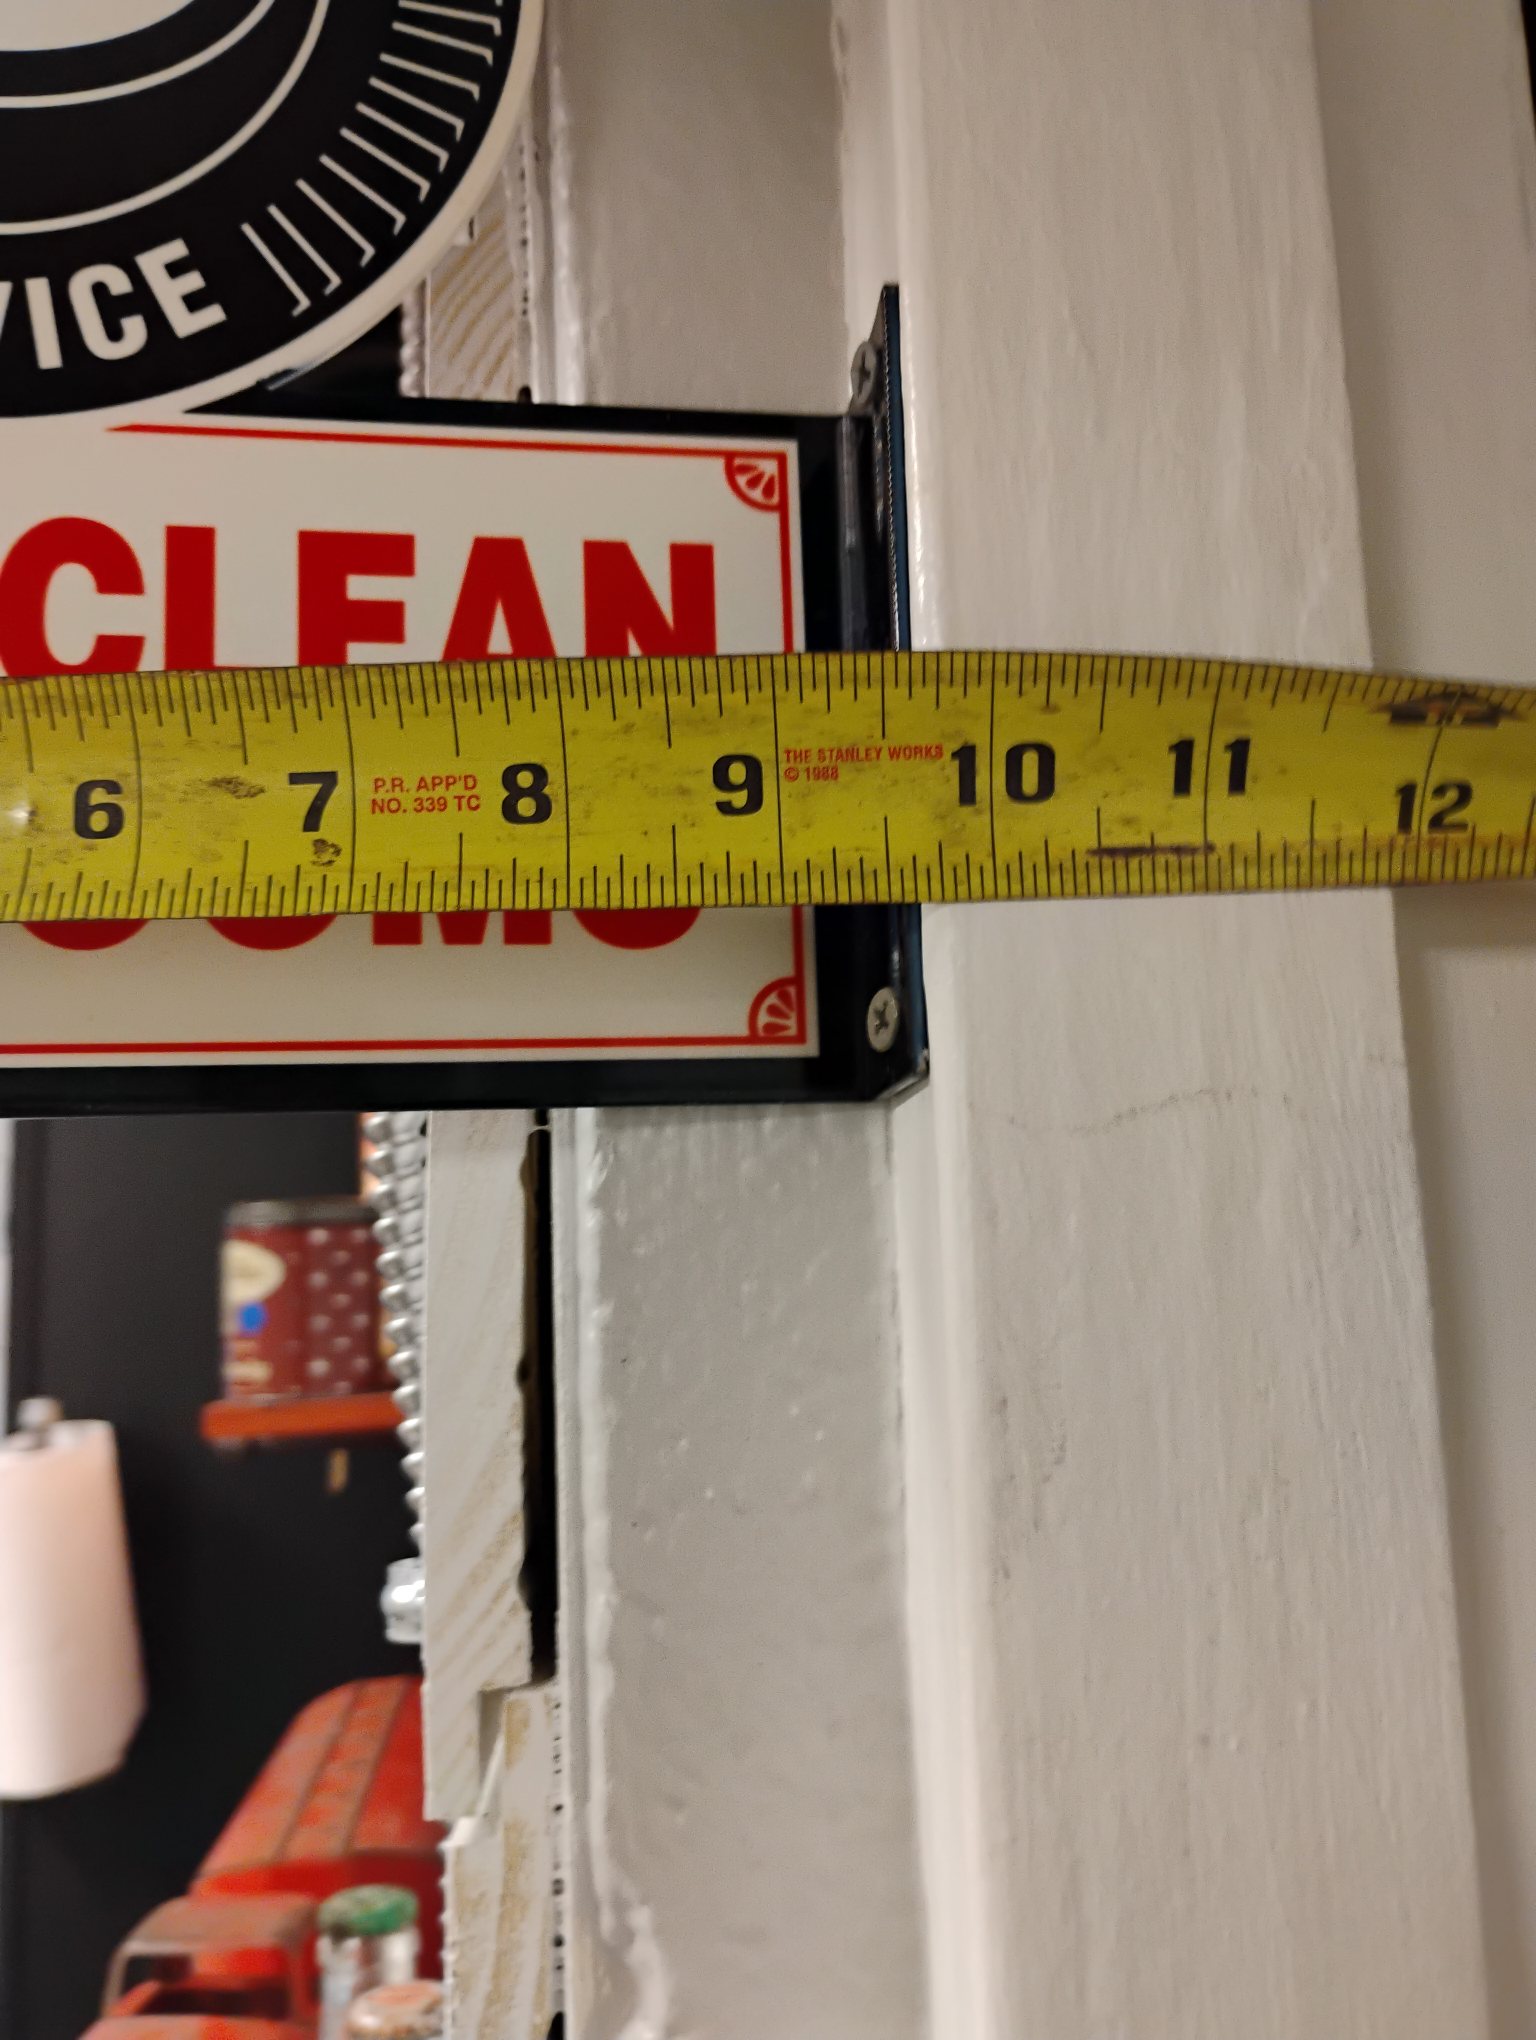 VICE
CLEAN
6 7 P.R. APP'D 8 9 THE STANLEY WORKS 10 11 12
NO. 339 TC © 1988